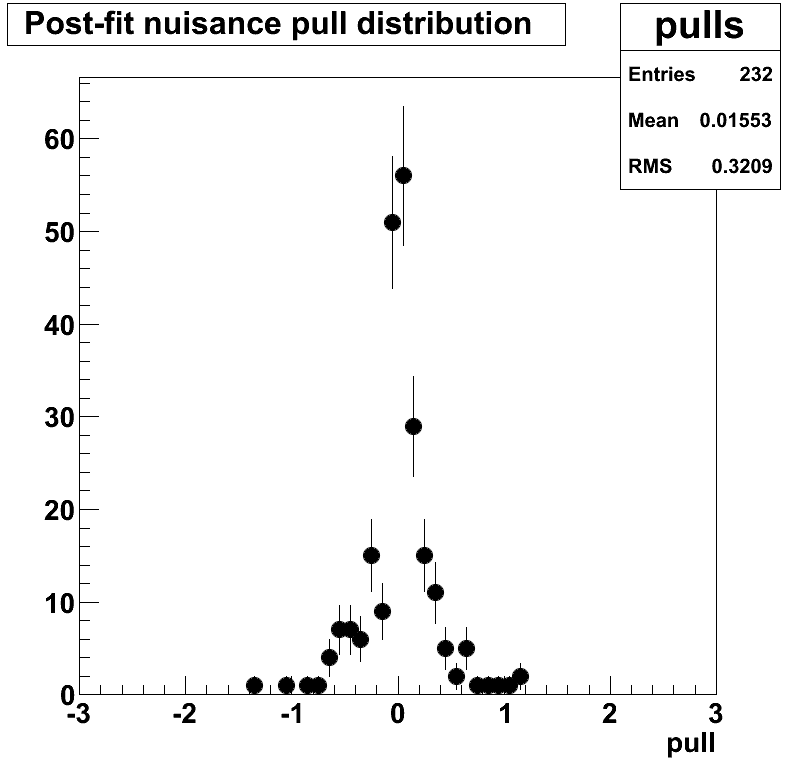 Post-fit nuisance pull distribution
pulls
Entries 232
Mean 0.01553
RMS 0.3209
60
50
40
30
20
10
0
-3 -2 -1 0 1 2 3
pull